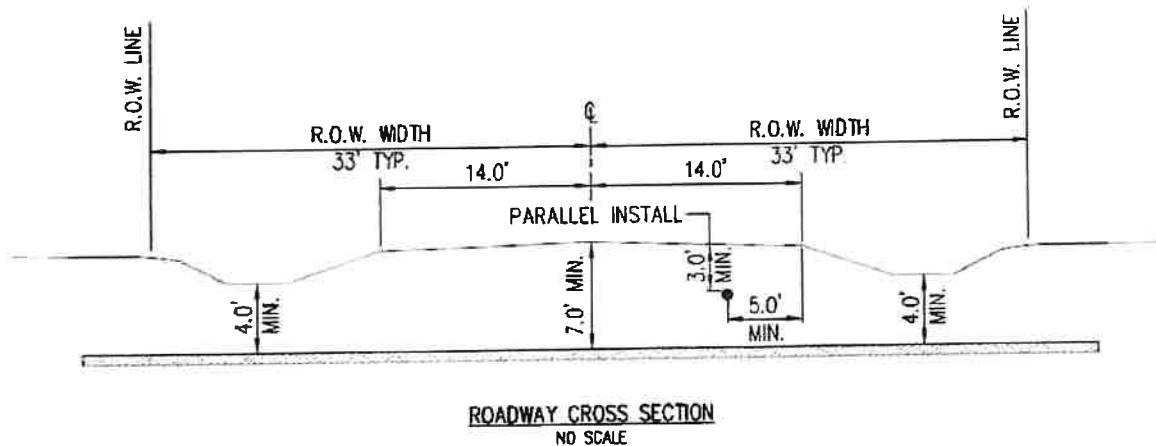 R.O.W. LINE
R.O.W. LINE
℄
R.O.W. WIDTH
33' TYP.
R.O.W. WIDTH
33' TYP.
14.0'
14.0'
PARALLEL INSTALL
3.0'
MIN.
4.0'
MIN.
7.0' MIN.
5.0'
MIN.
4.0'
MIN.
ROADWAY CROSS SECTION
NO SCALE